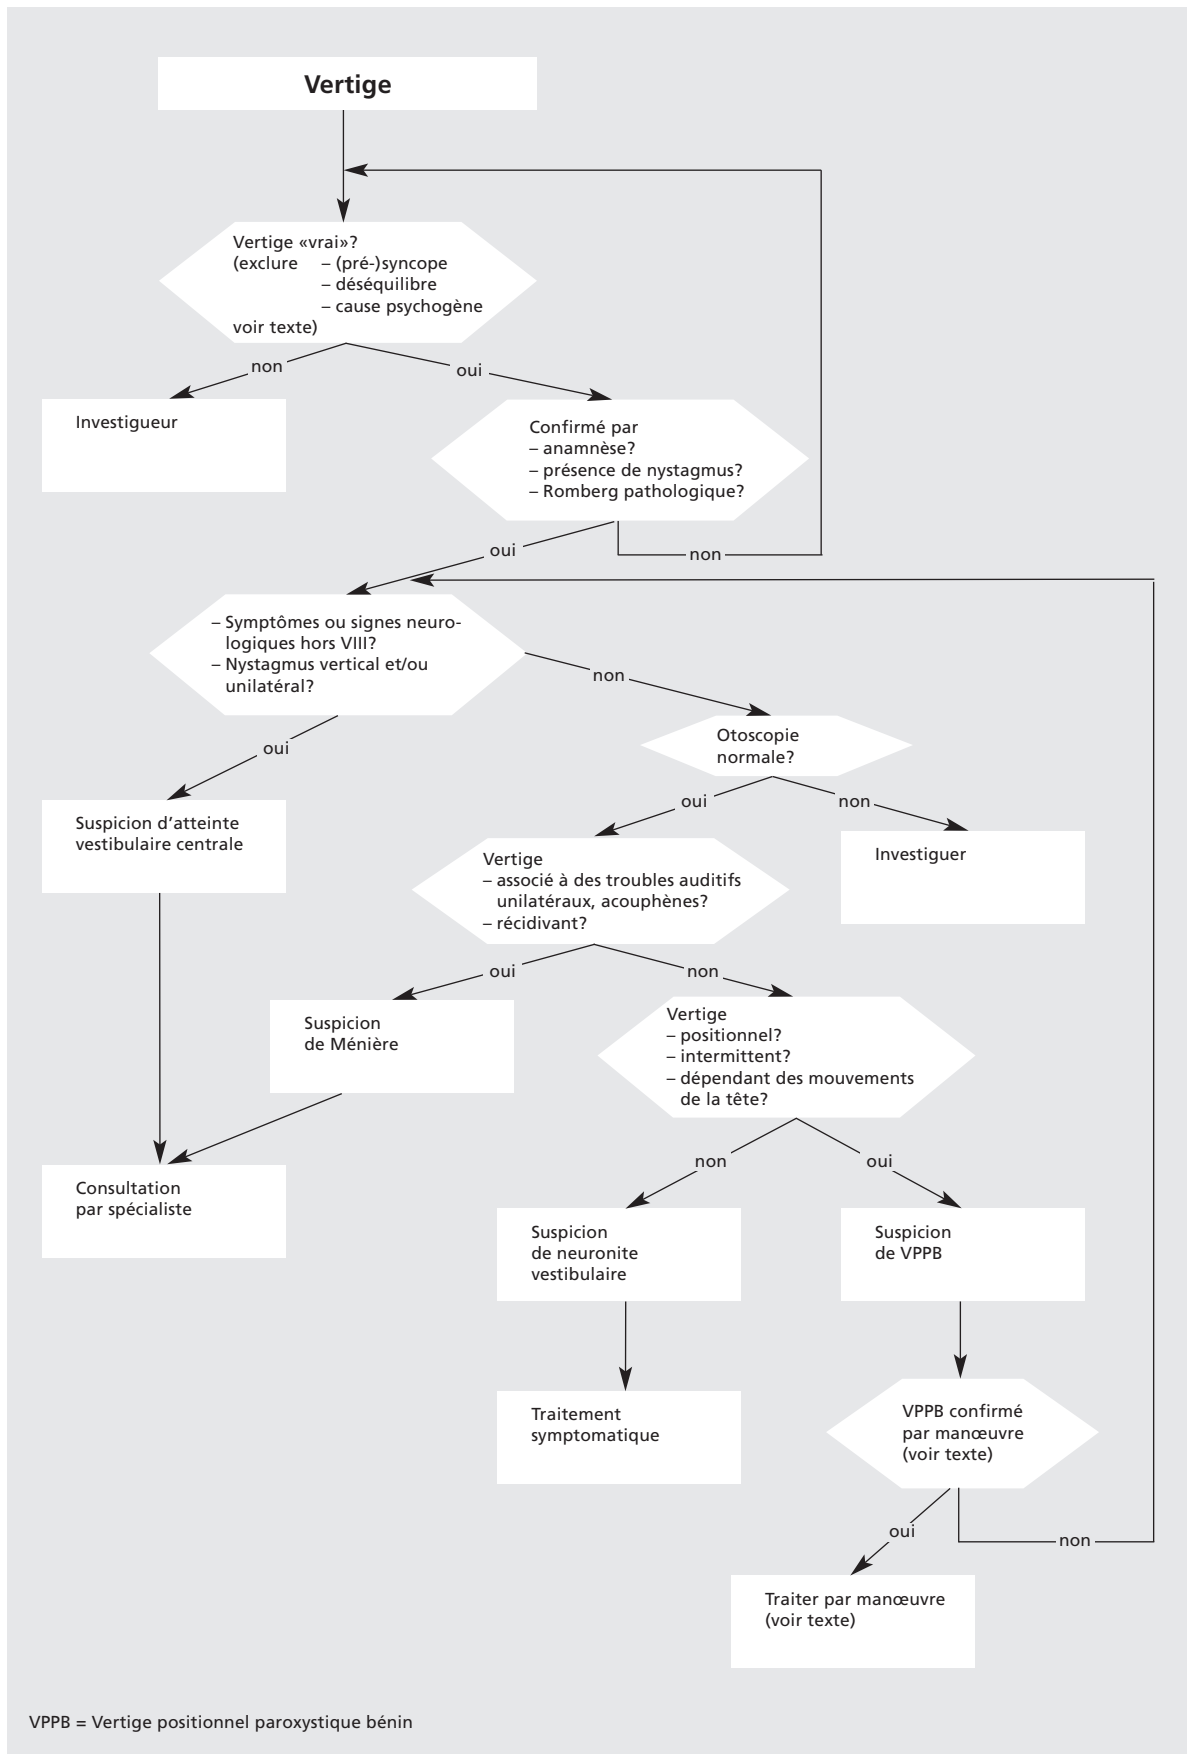 Vertige
Vertige «vrai»?
(exclure – (pré-)syncope
– déséquilibre
– cause psychogène
voir texte)
non
oui
Investigueur
Confirmé par
– anamnèse?
– présence de nystagmus?
– Romberg pathologique?
oui
non
– Symptômes ou signes neuro-
logiques hors VIII?
– Nystagmus vertical et/ou
unilatéral?
non
oui
Otoscopie
normale?
oui
non
Suspicion d'atteinte
vestibulaire centrale
Vertige
– associé à des troubles auditifs
unilatéraux, acouphènes?
– récidivant?
Investiguer
oui
non
Suspicion
de Ménière
Vertige
– positionnel?
– intermittent?
– dépendant des mouvements
de la tête?
non
oui
Consultation
par spécialiste
Suspicion
de neuronite
vestibulaire
Suspicion
de VPPB
Traitement
symptomatique
VPPB confirmé
par manœuvre
(voir texte)
oui
non
Traiter par manœuvre
(voir texte)
VPPB = Vertige positionnel paroxystique bénin